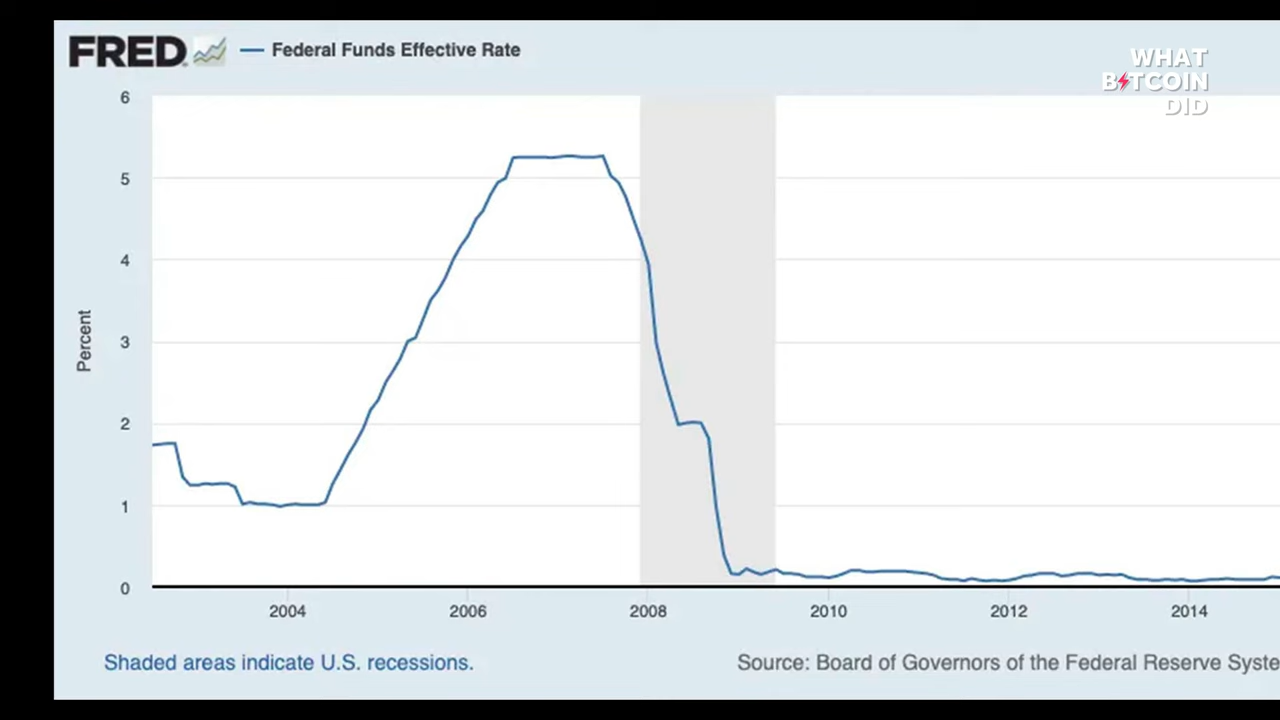 FRED
Federal Funds Effective Rate
WHAT
BITCOIN
DID
6
5
4
3
2
1
0
Percent
2004
2006
2008
2010
2012
2014
Shaded areas indicate U.S. recessions.
Source: Board of Governors of the Federal Reserve Syste